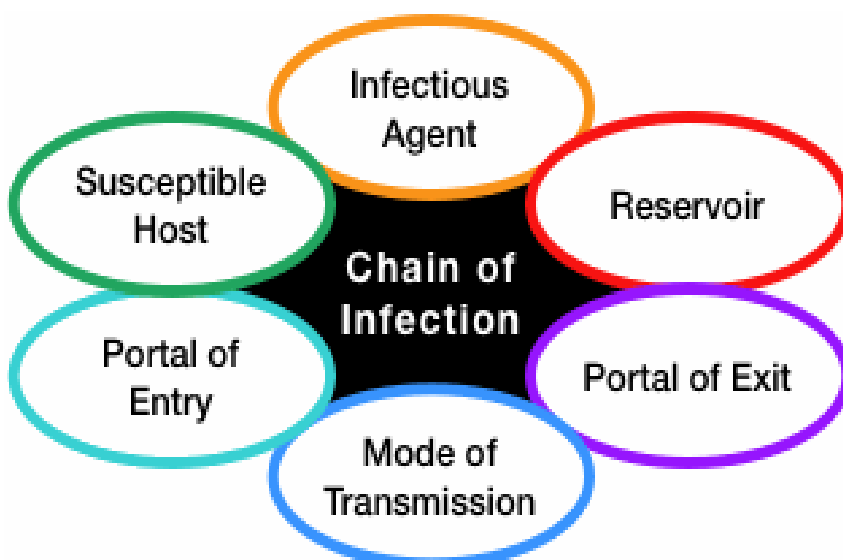 Infectious
Agent
Reservoir
Portal of Exit
Mode of
Transmission
Portal of
Entry
Susceptible
Host
Chain of
Infection